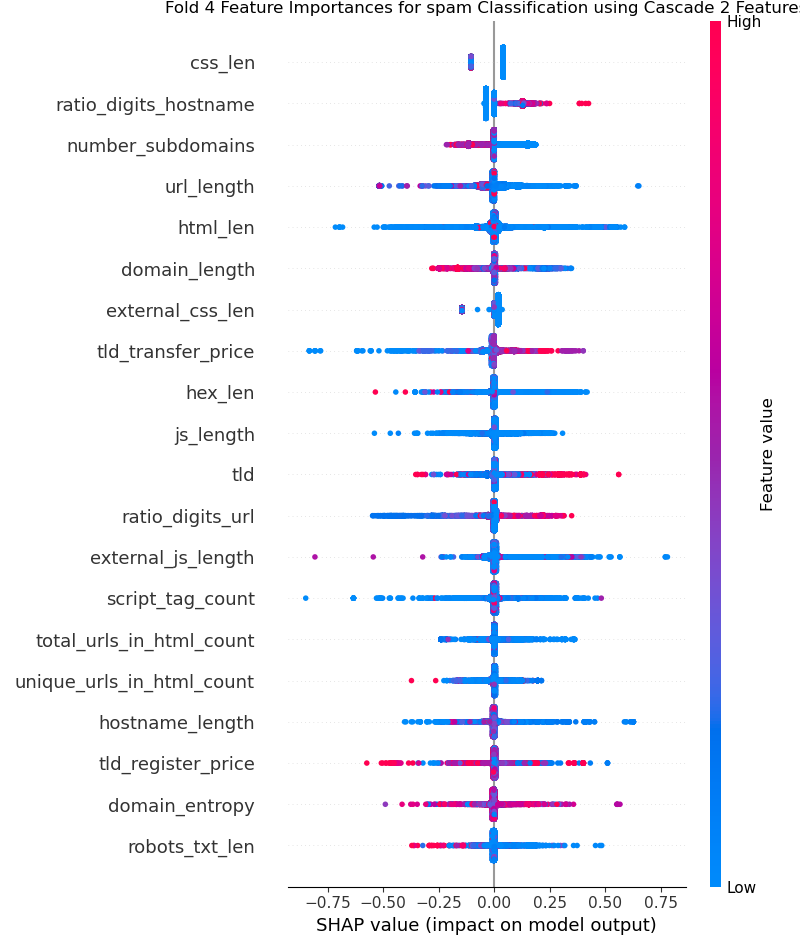 Fold 4 Feature Importances for spam Classification using Cascade 2 Features
High
css_len
ratio_digits_hostname
number_subdomains
url_length
html_len
domain_length
external_css_len
tld_transfer_price
hex_len
js_length
tld
ratio_digits_url
external_js_length
script_tag_count
total_urls_in_html_count
unique_urls_in_html_count
hostname_length
tld_register_price
domain_entropy
robots_txt_len
Feature value
Low
−0.75 −0.50 −0.25 0.00 0.25 0.50 0.75
SHAP value (impact on model output)